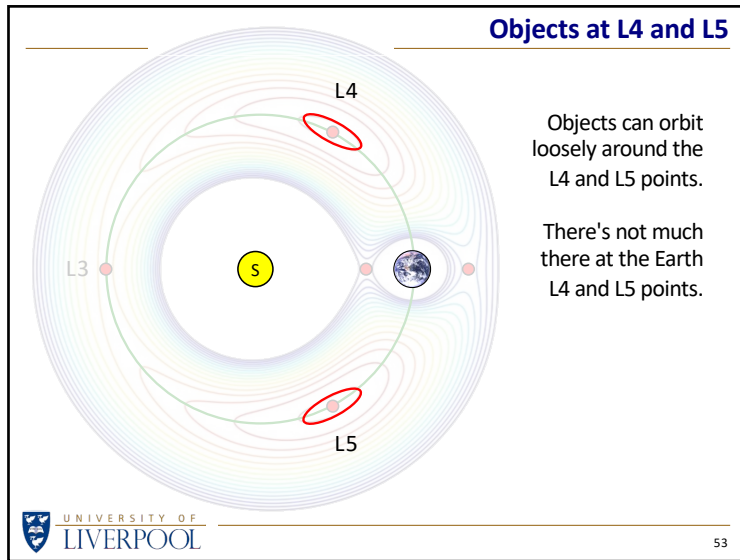 Objects at L4 and L5
L4
Objects can orbit
loosely around the
L4 and L5 points.
There's not much
there at the Earth
L4 and L5 points.
L3
S
L5
UNIVERSITY OF
LIVERPOOL
53